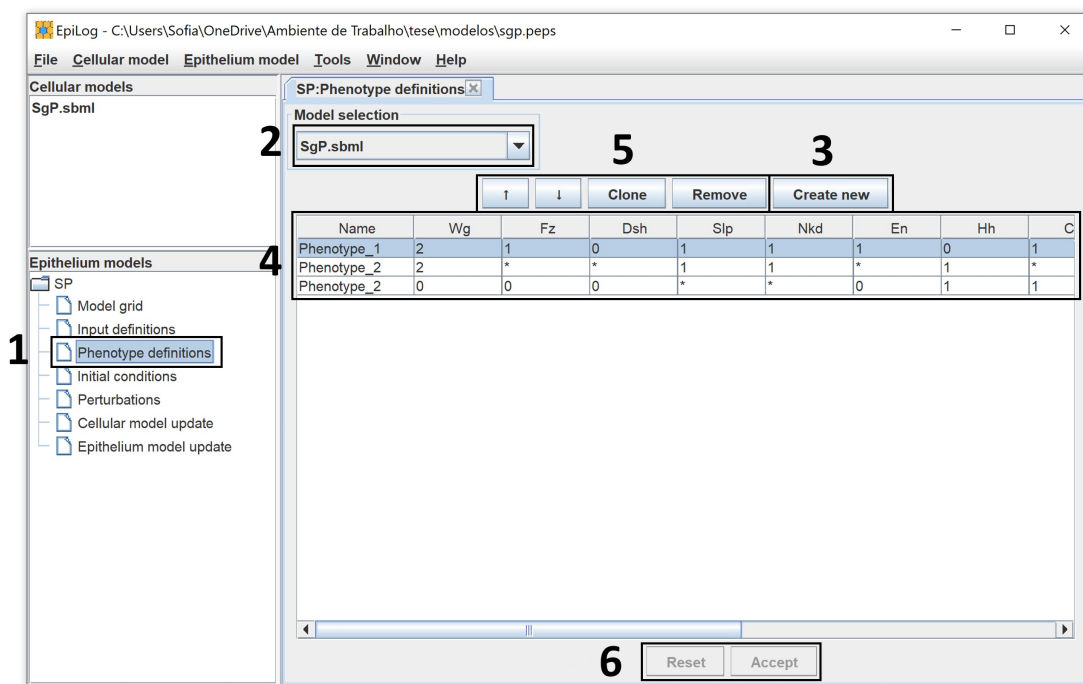 EpiLog - C:\Users\Sofia\OneDrive\Ambiente de Trabalho\tese\modelos\sgp.peps
File Cellular model Epithelium model Tools Window Help
Cellular models
SgP.sbml
SP:Phenotype definitions
Model selection
2 SgP.sbml
5 3
↑ ↓ Clone Remove Create new
4
Name Wg Fz Dsh Slp Nkd En Hh C
Phenotype_1 2 1 0 1 1 1 0 1
Phenotype_2 2 * * 1 1 * 1 *
Phenotype_2 0 0 0 * * 0 1 1
Epithelium models
SP
Model grid
Input definitions
1 Phenotype definitions
Initial conditions
Perturbations
Cellular model update
Epithelium model update
6 Reset Accept